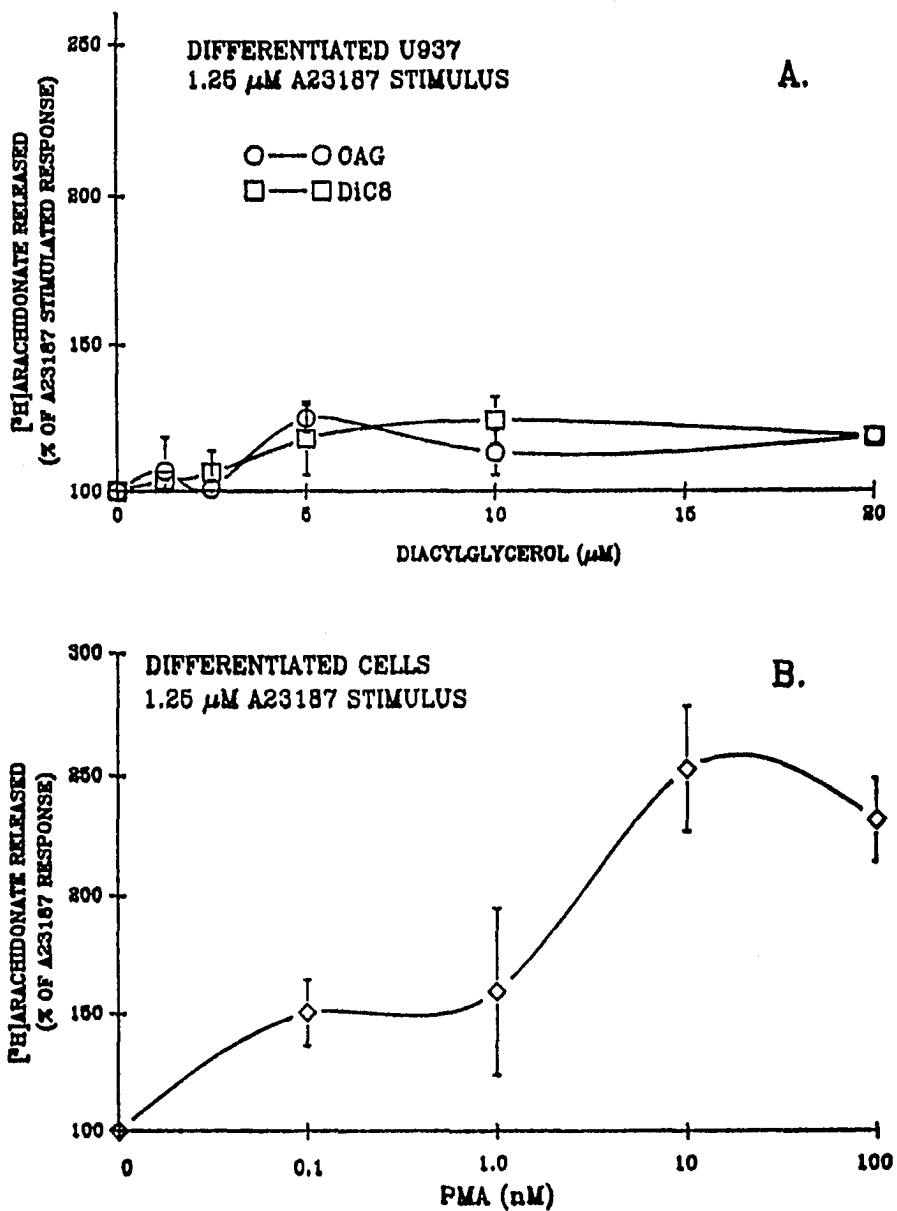 DIFFERENTIATED U937
1.25 μM A23187 STIMULUS
A.
OAG
DiC8
[³H]ARACHIDONATE RELEASED
(% OF A23187 STIMULATED RESPONSE)
250
200
150
100
0
5
10
15
20
DIACYLGLYCEROL (μM)
DIFFERENTIATED CELLS
1.25 μM A23187 STIMULUS
B.
[³H]ARACHIDONATE RELEASED
(% OF A23187 RESPONSE)
300
250
200
150
100
0
0.1
1.0
10
100
PMA (nM)